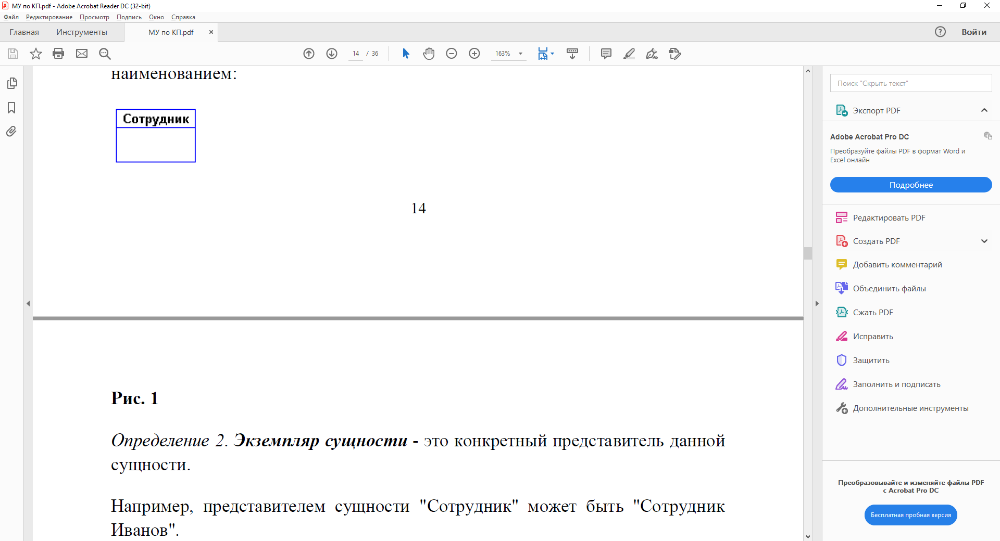 МУ по КП.pdf - Adobe Acrobat Reader DC (32-bit)
Файл Редактирование Просмотр Подпись Окно Справка
Главная Инструменты МУ по КП.pdf Войти
14 / 36 163%
наименованием:
Сотрудник
14
Рис. 1
Определение 2. Экземпляр сущности - это конкретный представитель данной
сущности.
Например, представителем сущности "Сотрудник" может быть "Сотрудник
Иванов".
Поиск "Скрыть текст"
Экспорт PDF
Adobe Acrobat Pro DC
Преобразуйте файлы PDF в формат Word и
Excel онлайн
Подробнее
Редактировать PDF
Создать PDF
Добавить комментарий
Объединить файлы
Сжать PDF
Исправить
Защитить
Заполнить и подписать
Дополнительные инструменты
Преобразовывайте и изменяйте файлы PDF
с Acrobat Pro DC
Бесплатная пробная версия